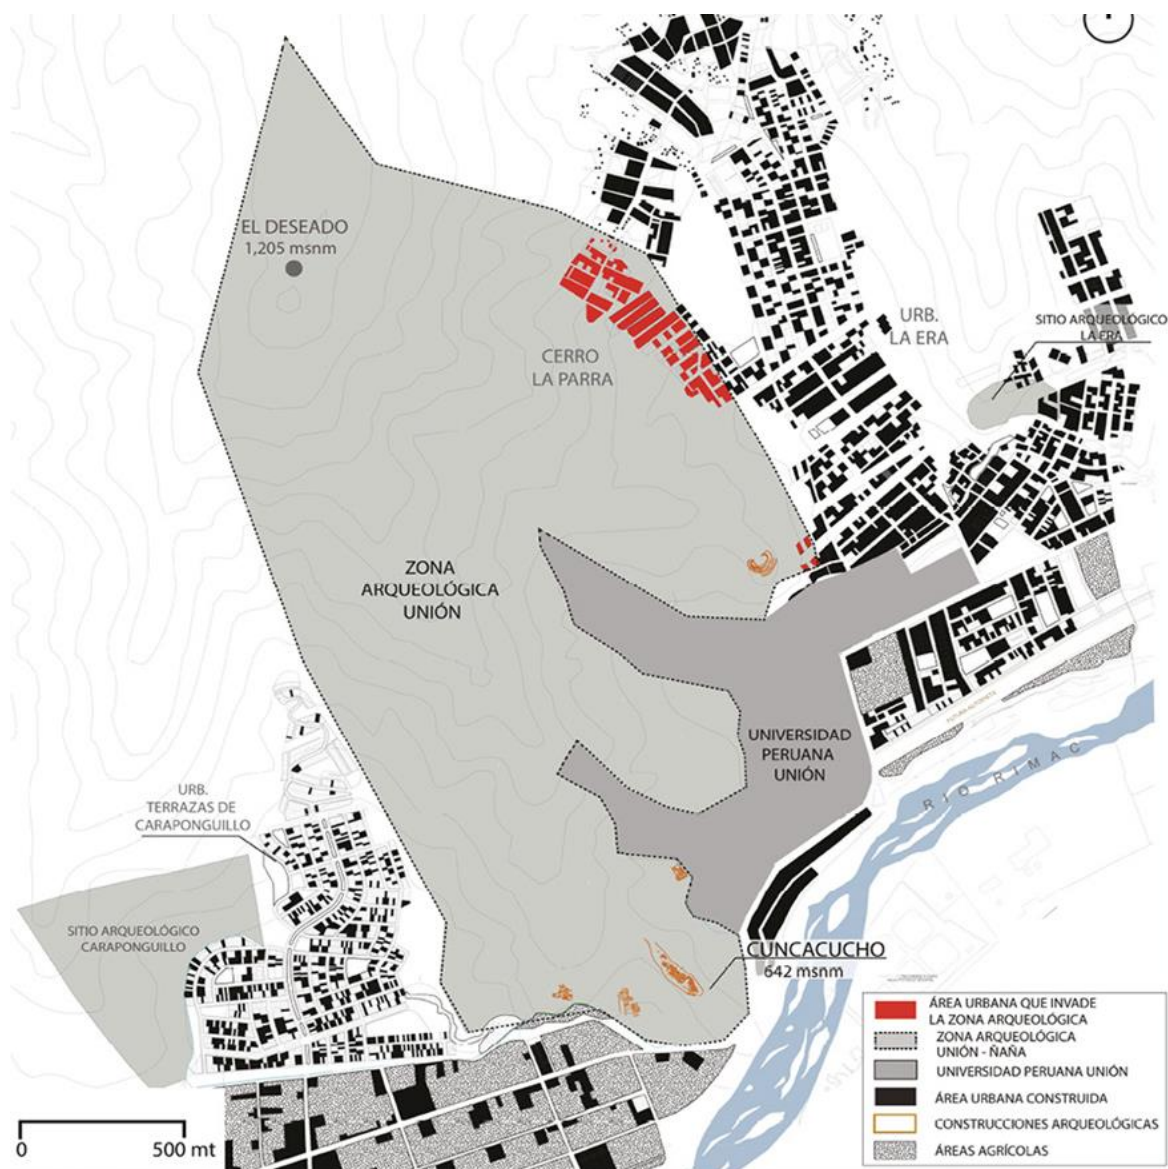 EL DESEADO
1,205 msnm
CERRO
LA PARRA
URB.
LA ERA
SITIO ARQUEOLÓGICO
LA ERA
ZONA
ARQUEOLÓGICA
UNIÓN
UNIVERSIDAD
PERUANA
UNIÓN
FUTURA AUTOPISTA
RIO RIMAC
URB.
TERRAZAS DE
CARAPONGUILLO
SITIO ARQUEOLÓGICO
CARAPONGUILLO
CUNCACUCHO
642 msnm
ÁREA URBANA QUE INVADE
LA ZONA ARQUEOLÓGICA
ZONA ARQUEOLÓGICA
UNIÓN - ÑAÑA
UNIVERSIDAD PERUANA UNIÓN
ÁREA URBANA CONSTRUIDA
CONSTRUCCIONES ARQUEOLÓGICAS
ÁREAS AGRÍCOLAS
0 500 mt